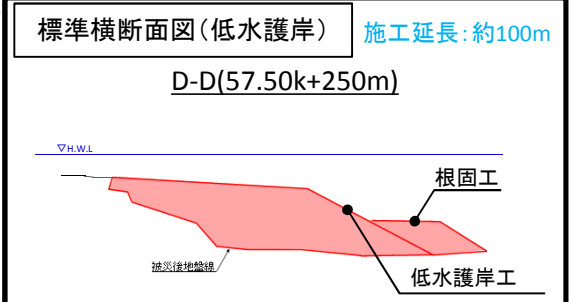 標準横断面図(低水護岸)
施工延長:約100m
D-D(57.50k+250m)
▽H.W.L
根固工
被災後地盤線
低水護岸工